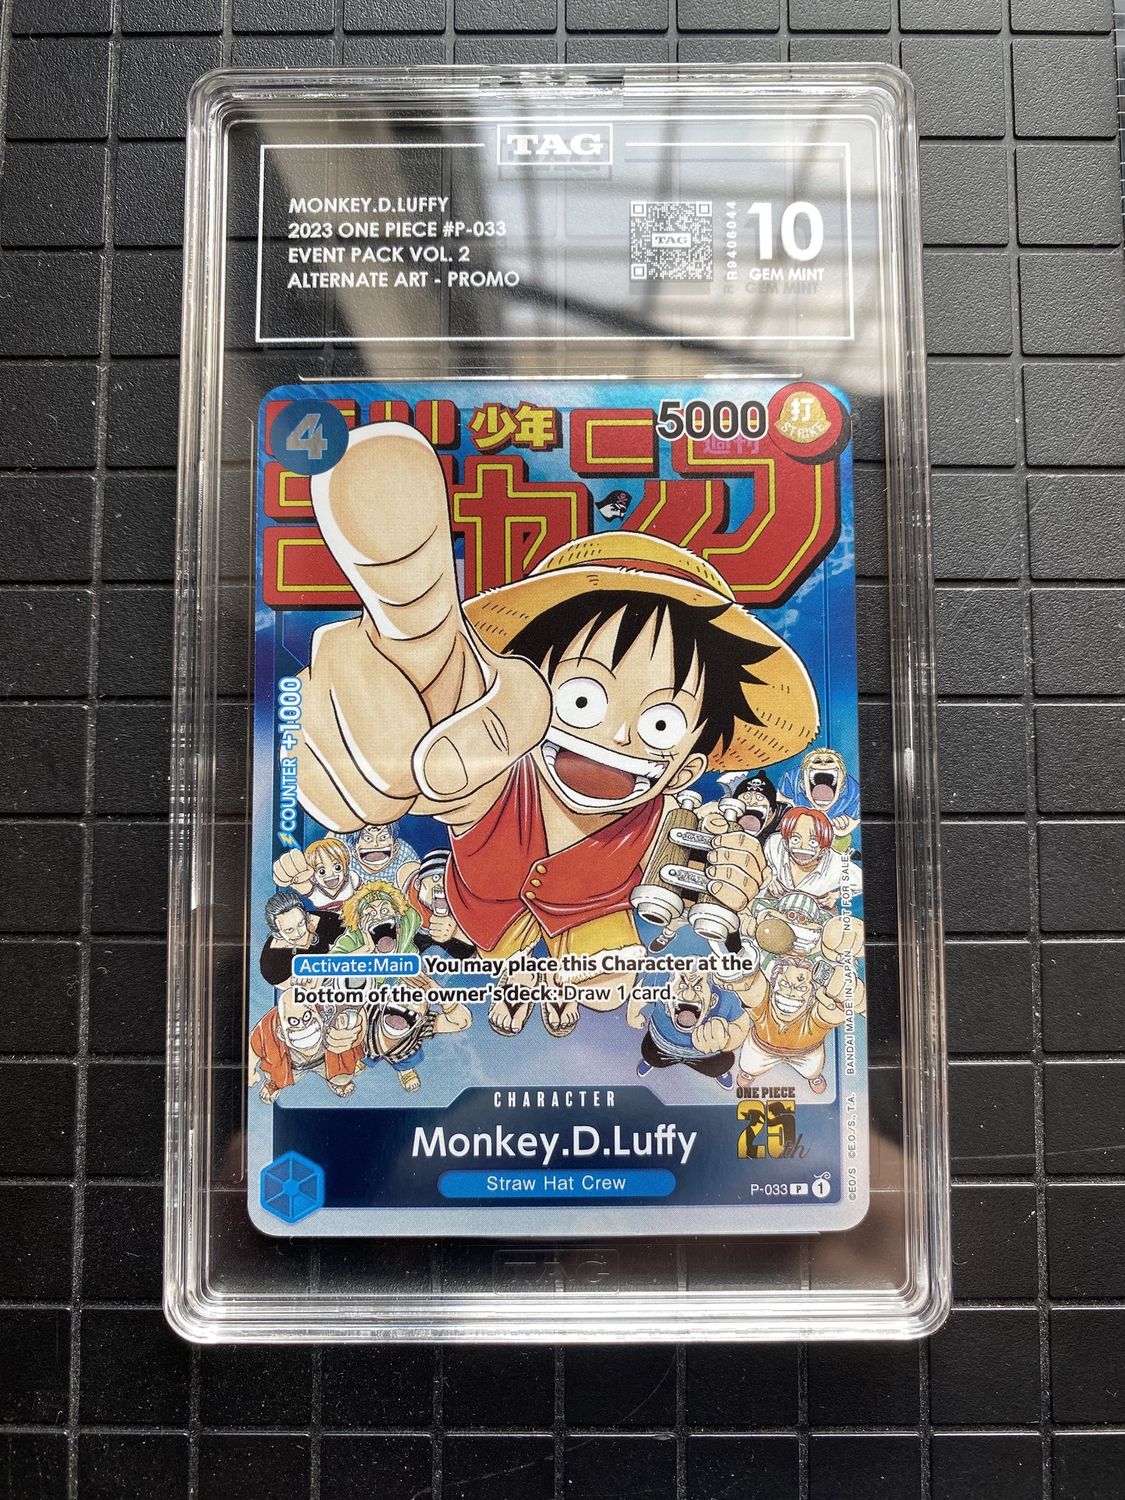 TAG
MONKEY.D.LUFFY
2023 ONE PIECE #P-033
EVENT PACK VOL. 2
ALTERNATE ART - PROMO
TAG
R9406044
10
GEM MINT
4
少年
ジャンプ
5000
打
STRIKE
COUNTER +1000
Activate:Main You may place this Character at the
bottom of the owner's deck: Draw 1 card.
CHARACTER
Monkey.D.Luffy
Straw Hat Crew
ONE PIECE
25th
P-033 P 1
©EO/S ©E.O./S., T.A. BANDAI MADE IN JAPAN NOT FOR SALE
TAG